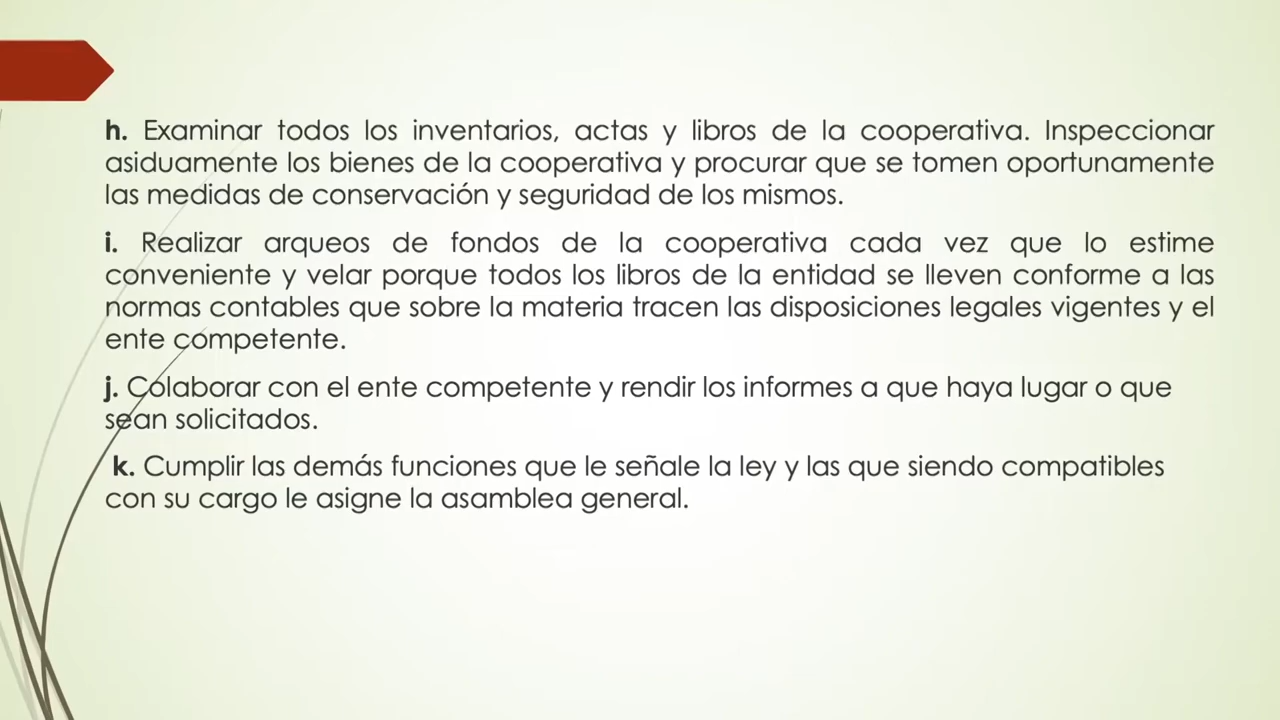 h. Examinar todos los inventarios, actas y libros de la cooperativa. Inspeccionar
asiduamente los bienes de la cooperativa y procurar que se tomen oportunamente
las medidas de conservación y seguridad de los mismos.
i. Realizar arqueos de fondos de la cooperativa cada vez que lo estime
conveniente y velar porque todos los libros de la entidad se lleven conforme a las
normas contables que sobre la materia tracen las disposiciones legales vigentes y el
ente competente.
j. Colaborar con el ente competente y rendir los informes a que haya lugar o que
sean solicitados.
k. Cumplir las demás funciones que le señale la ley y las que siendo compatibles
con su cargo le asigne la asamblea general.